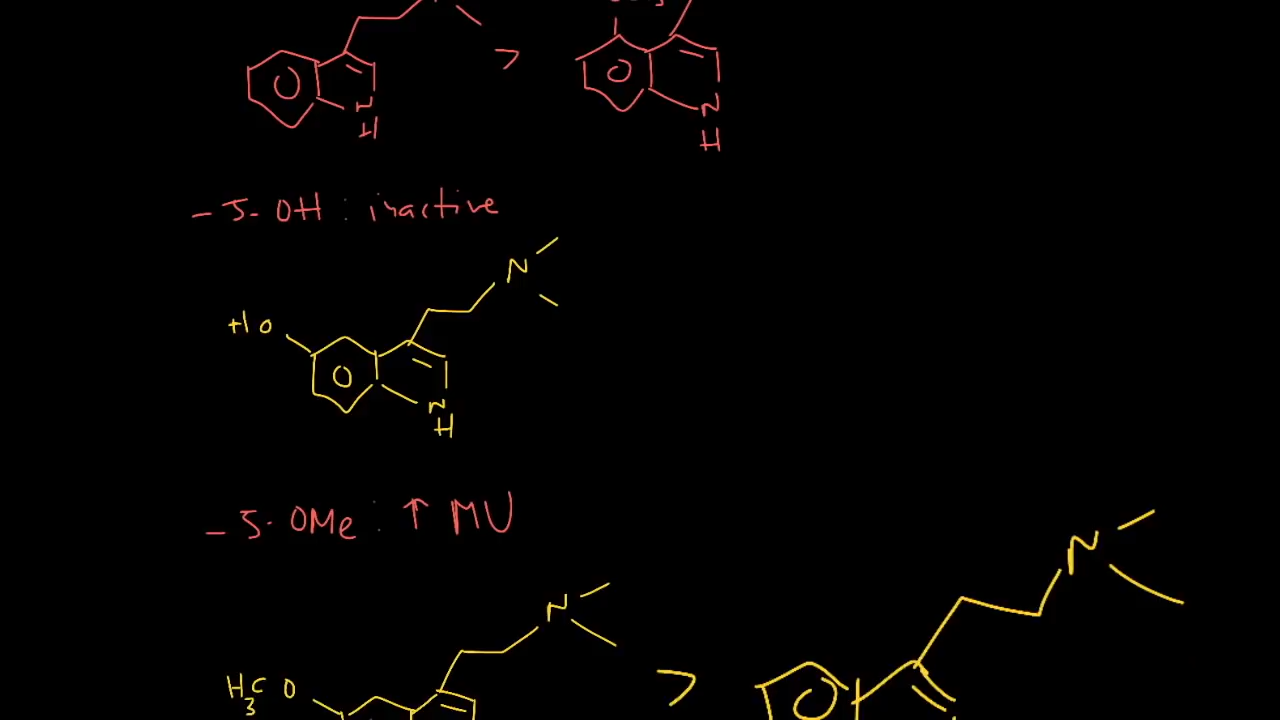 >
N
H
N
H
- 5- OH : inactive
N
HO
N
H
- 5- OMe : ↑ MU
N
N
H3C O
>